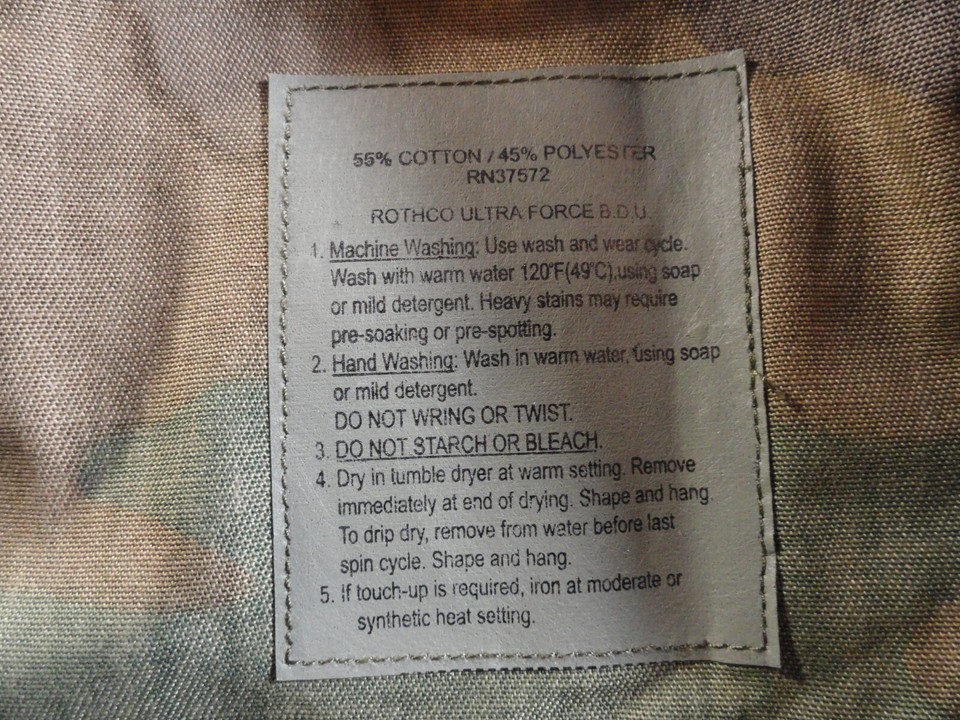 55% COTTON / 45% POLYESTER
RN37572
ROTHCO ULTRA FORCE B.D.U.
1. Machine Washing: Use wash and wear cycle.
Wash with warm water 120°F(49°C),using soap
or mild detergent. Heavy stains may require
pre-soaking or pre-spotting.
2. Hand Washing: Wash in warm water, using soap
or mild detergent.
DO NOT WRING OR TWIST.
3. DO NOT STARCH OR BLEACH.
4. Dry in tumble dryer at warm setting. Remove
immediately at end of drying. Shape and hang.
To drip dry, remove from water before last
spin cycle. Shape and hang.
5. If touch-up is required, iron at moderate or
synthetic heat setting.